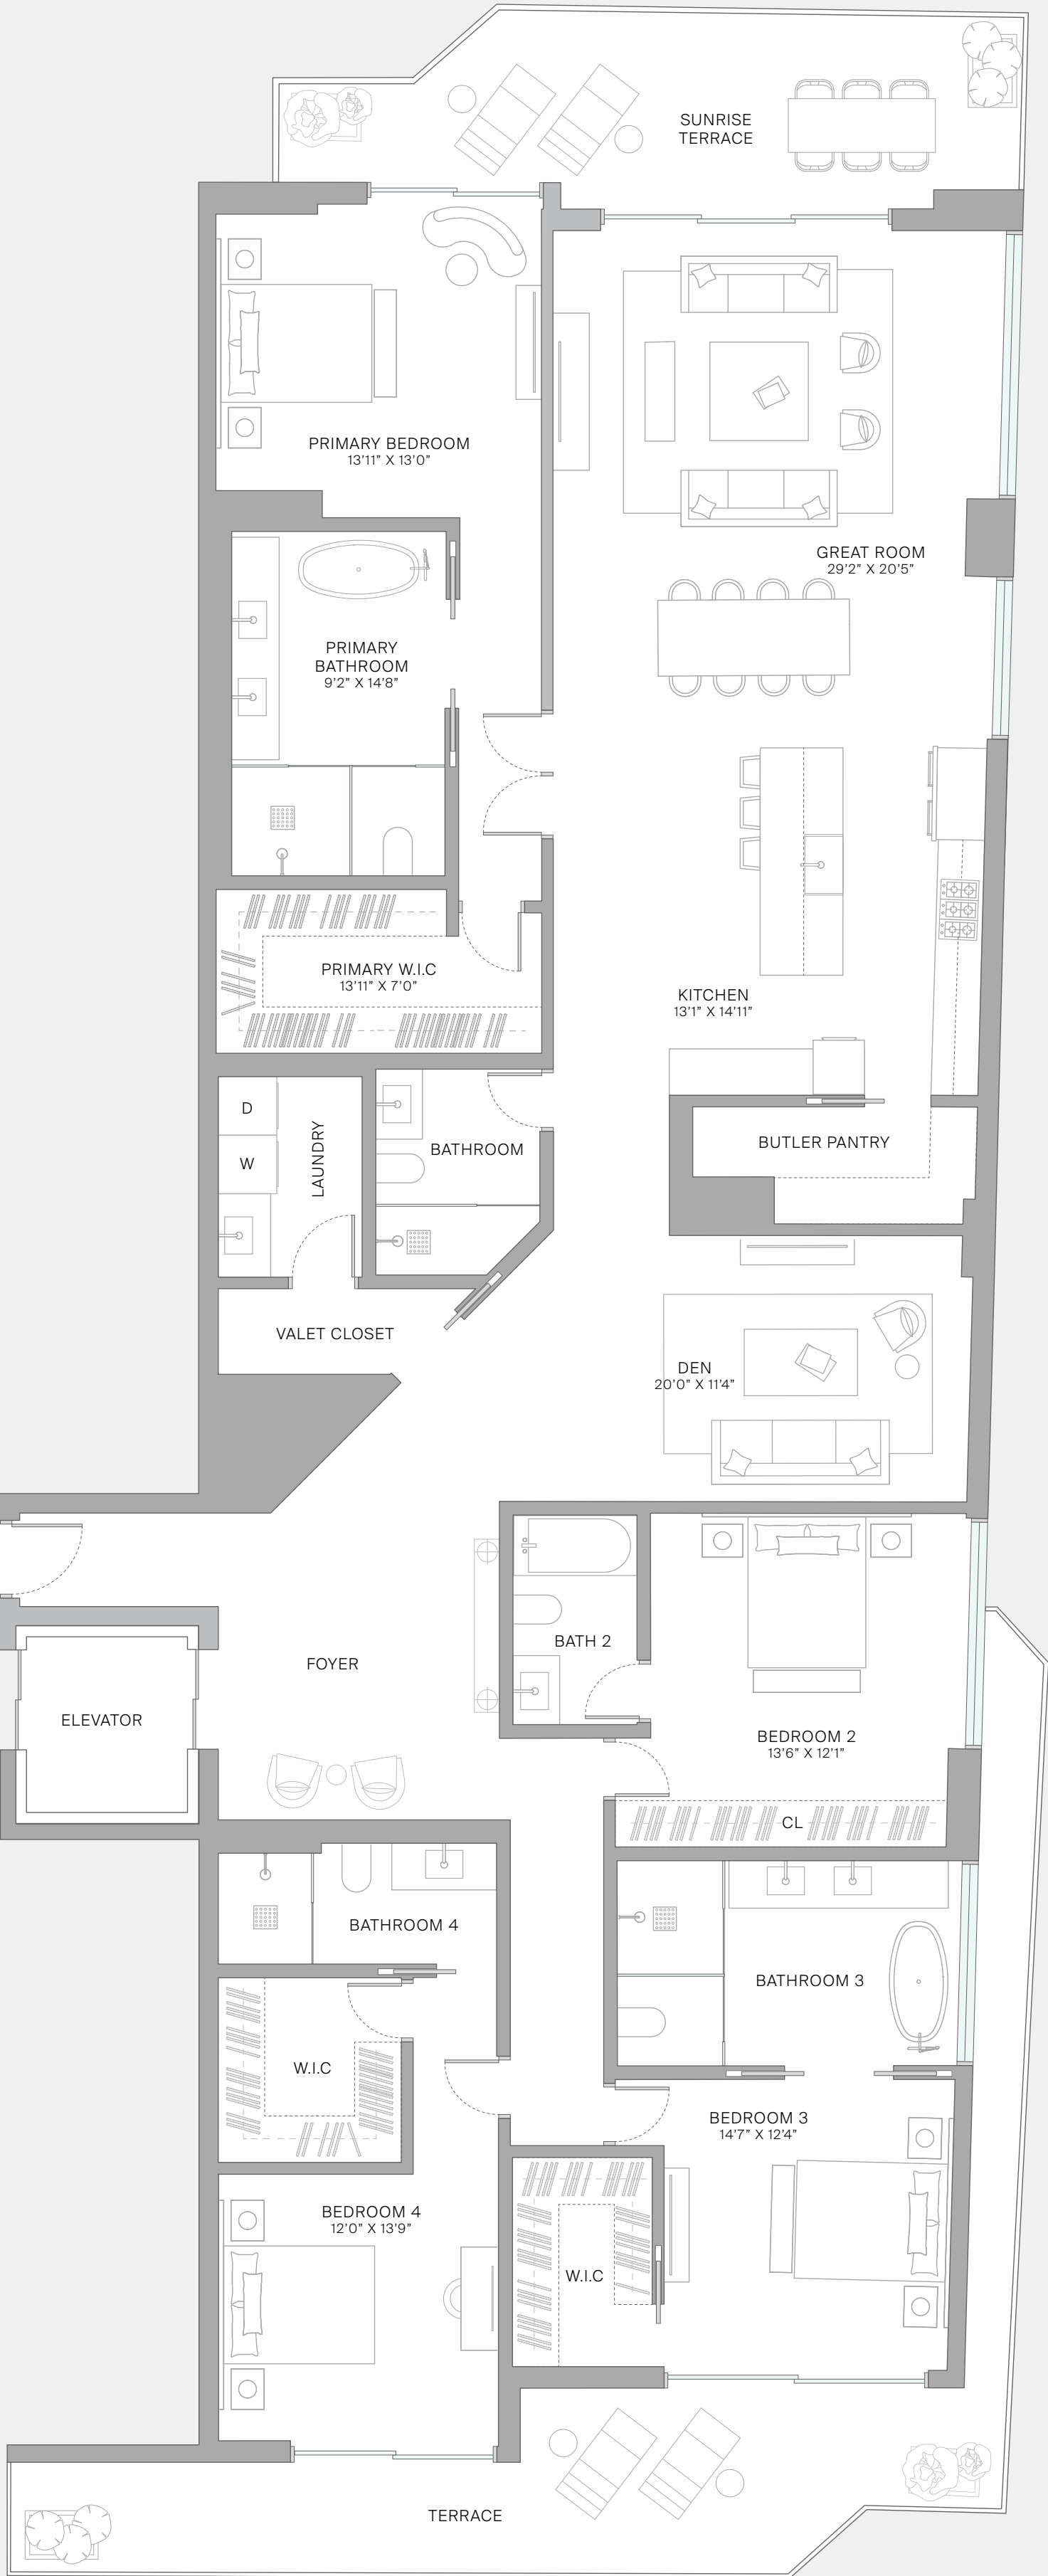 SUNRISE
TERRACE
PRIMARY BEDROOM
13'11” X 13'0”
GREAT ROOM
29'2” X 20'5”
PRIMARY
BATHROOM
9'2” X 14'8”
PRIMARY W.I.C
13'11” X 7'0”
KITCHEN
13'1” X 14'11”
D
W
LAUNDRY
BATHROOM
BUTLER PANTRY
VALET CLOSET
DEN
20'0” X 11'4”
FOYER
BATH 2
ELEVATOR
BEDROOM 2
13'6” X 12'1”
CL
BATHROOM 4
BATHROOM 3
W.I.C
BEDROOM 3
14'7” X 12'4”
BEDROOM 4
12'0” X 13'9”
W.I.C
TERRACE